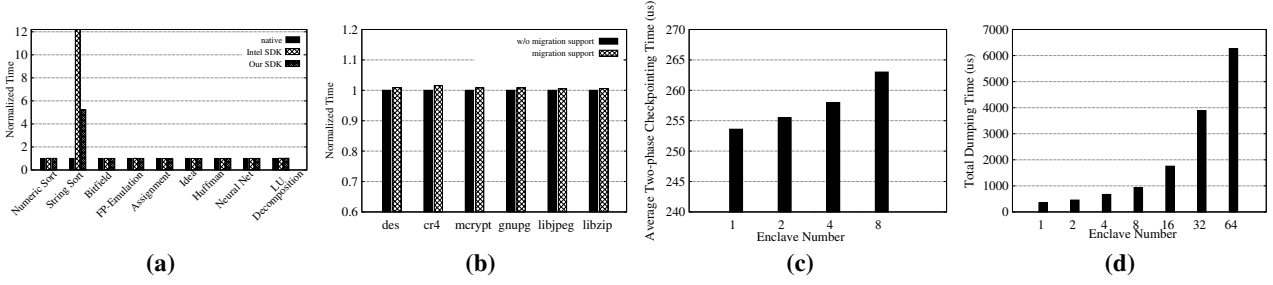 Normalized Time
12
10
8
6
4
2
0
native
Intel SDK
Our SDK
Numeric Sort
String Sort
Bitfield
FP-Emulation
Assignment
Idea
Huffman
Neural Net
LU
Decomposition
(a)
Normalized Time
1.2
1.1
1
0.9
0.8
0.7
0.6
w/o migration support
migration support
des
cr4
mcrypt
gnupg
libjpeg
libzip
(b)
Average Two-phase Checkpointing Time (us)
270
265
260
255
250
245
240
1
2
4
8
Enclave Number
(c)
Total Dumping Time (us)
7000
6000
5000
4000
3000
2000
1000
0
1
2
4
8
16
32
64
Enclave Number
(d)